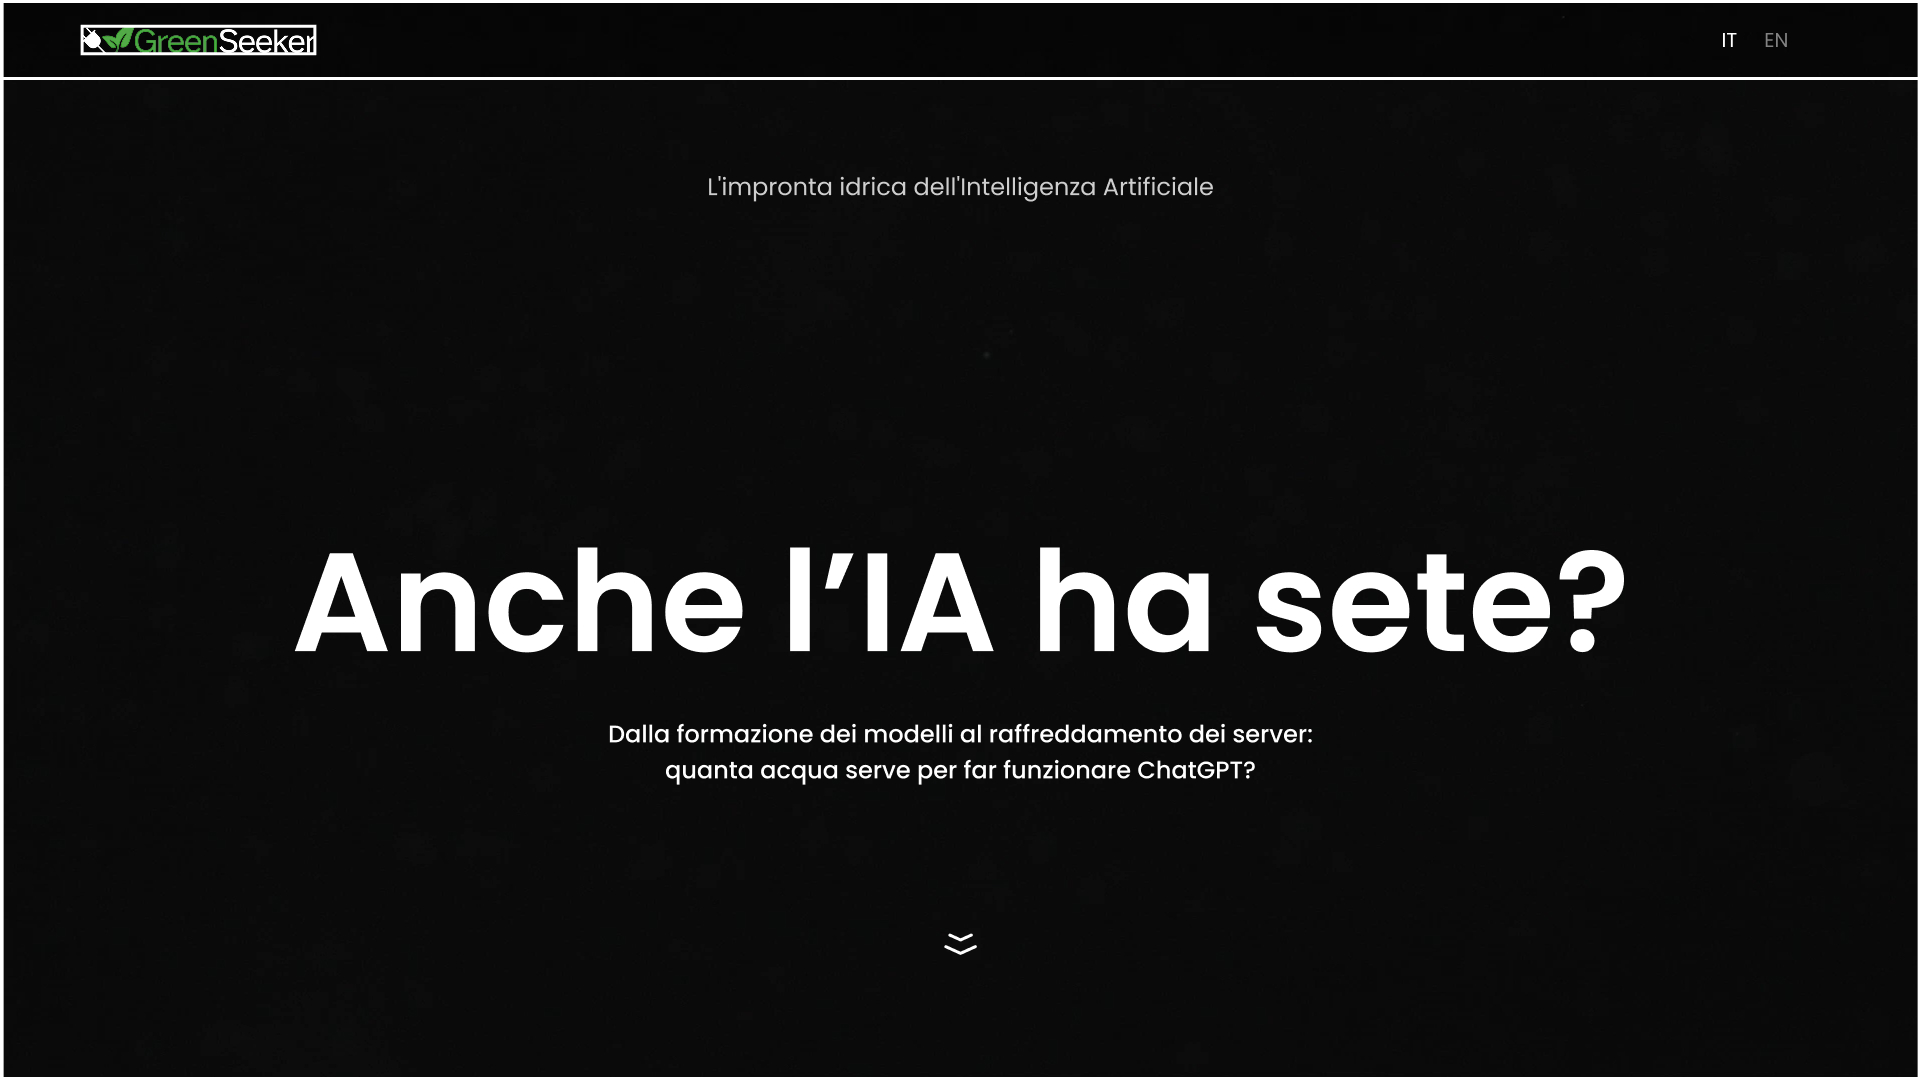 GreenSeeker
IT EN
L'impronta idrica dell'Intelligenza Artificiale
Anche l’IA ha sete?
Dalla formazione dei modelli al raffreddamento dei server:
quanta acqua serve per far funzionare ChatGPT?